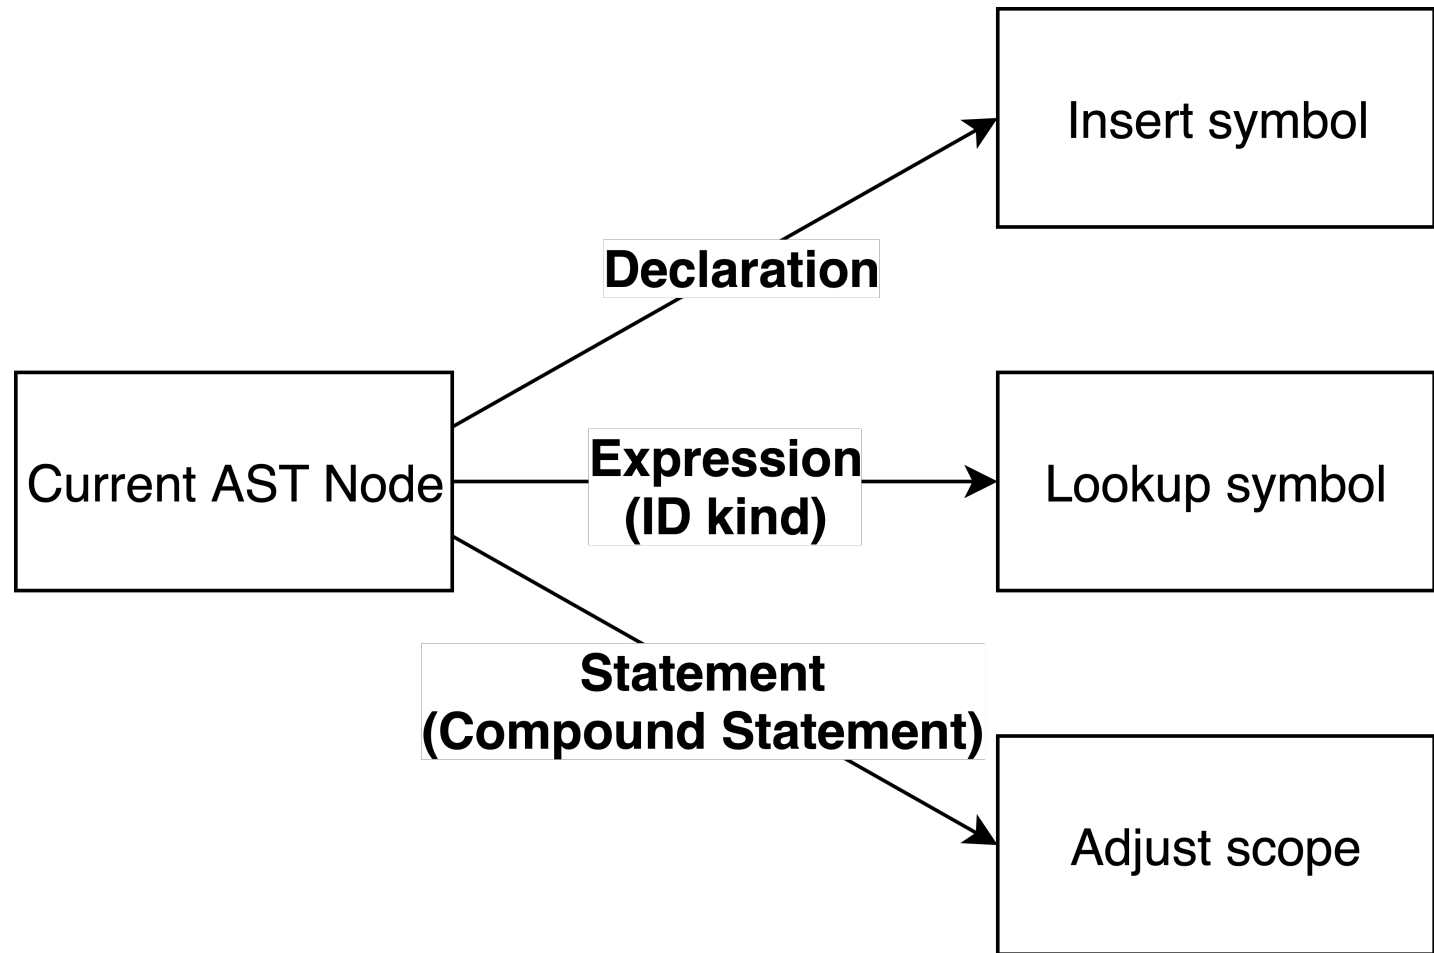 Insert symbol
Declaration
Current AST Node
Expression
(ID kind)
Lookup symbol
Statement
(Compound Statement)
Adjust scope